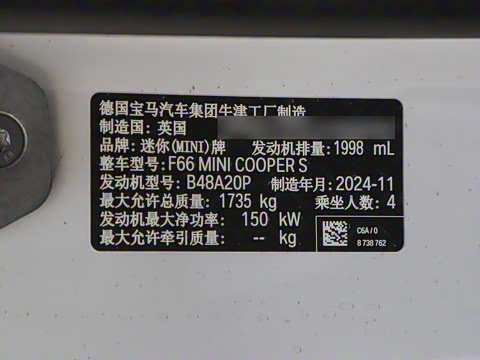 德国宝马汽车集团牛津工厂制造
制造国: 英国
品牌: 迷你(MINI)牌 发动机排量: 1998 mL
整车型号: F66 MINI COOPER S
发动机型号: B48A20P 制造年月: 2024-11
最大允许总质量: 1735 kg 乘坐人数: 4
发动机最大净功率: 150 kW
最大允许牵引质量: -- kg
C6A / 0
8 738 762